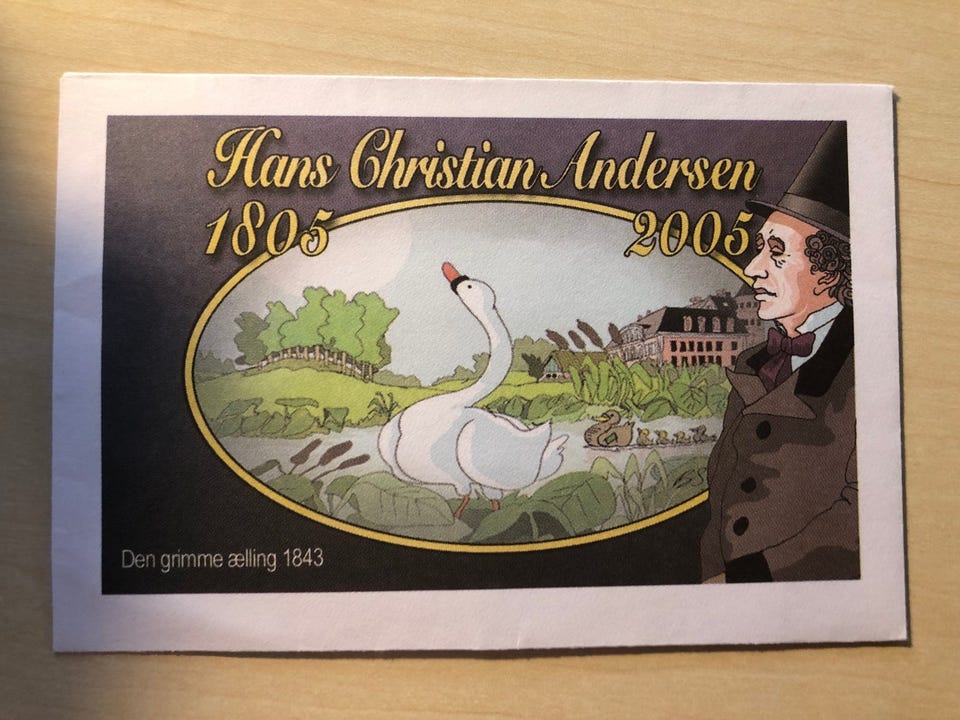 Hans Christian Andersen
1805 2005
Den grimme ælling 1843